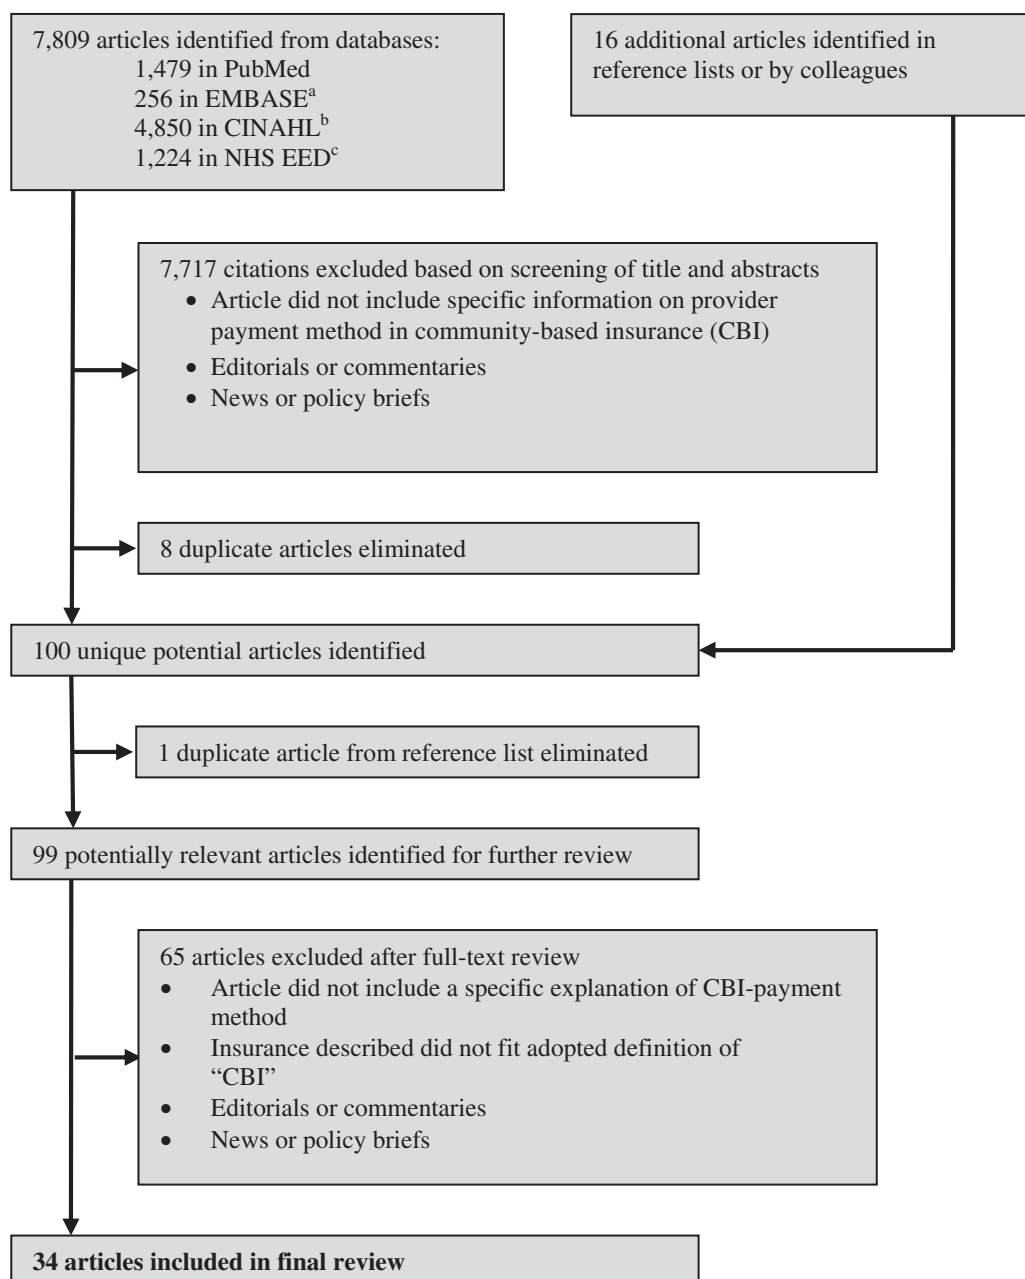 7,809 articles identified from databases:
1,479 in PubMed
256 in EMBASEa
4,850 in CINAHLb
1,224 in NHS EEDc
16 additional articles identified in
reference lists or by colleagues
7,717 citations excluded based on screening of title and abstracts
• Article did not include specific information on provider
payment method in community-based insurance (CBI)
• Editorials or commentaries
• News or policy briefs
8 duplicate articles eliminated
100 unique potential articles identified
1 duplicate article from reference list eliminated
99 potentially relevant articles identified for further review
65 articles excluded after full-text review
• Article did not include a specific explanation of CBI-payment
method
• Insurance described did not fit adopted definition of
“CBI”
• Editorials or commentaries
• News or policy briefs
34 articles included in final review